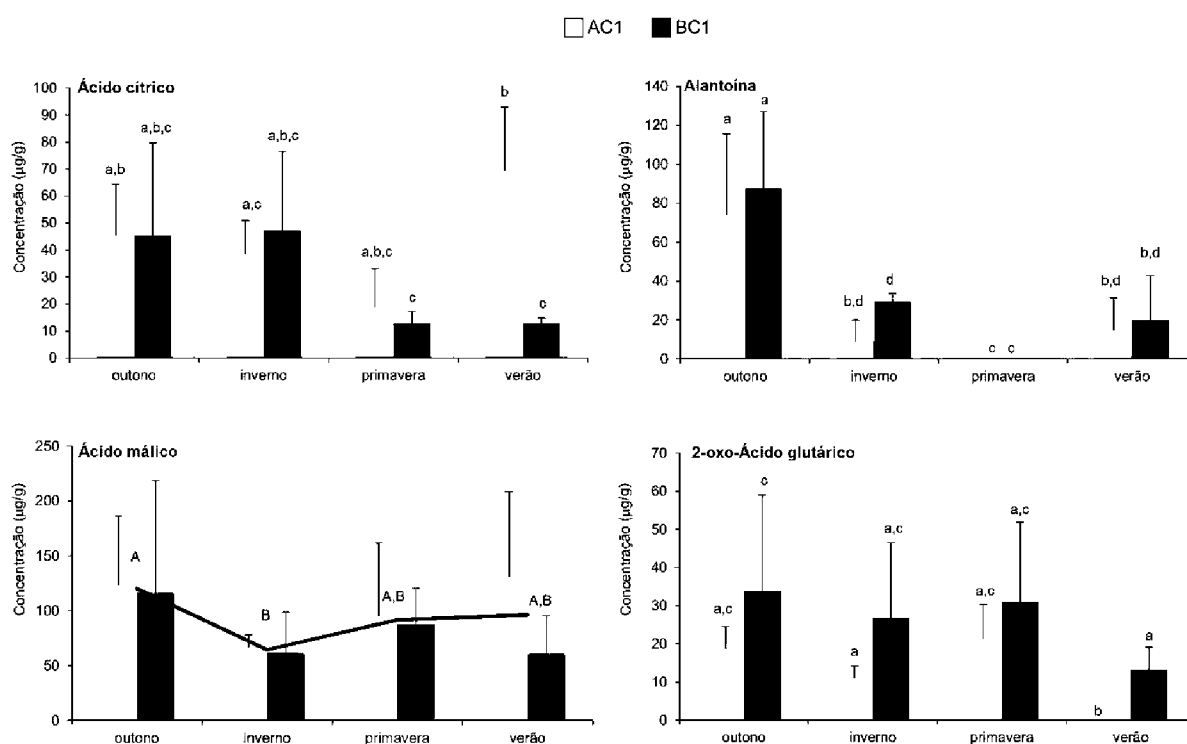 AC1 BC1
Ácido cítrico
Concentração (µg/g)
100
90
80
70
60
50
40
30
20
10
0
a,b
a,b,c
a,c
a,b,c
a,b,c
c
b
c
outono inverno primavera verão
Alantoína
Concentração (µg/g)
140
120
100
80
60
40
20
0
a
a
b,d
d
c
c
b,d
b,d
outono inverno primavera verão
Ácido málico
Concentração (µg/g)
250
200
150
100
50
0
A
B
A,B
A,B
outono inverno primavera verão
2-oxo-Ácido glutárico
Concentração (µg/g)
70
60
50
40
30
20
10
0
a,c
c
a
a,c
a,c
a,c
b
a
outono inverno primavera verão